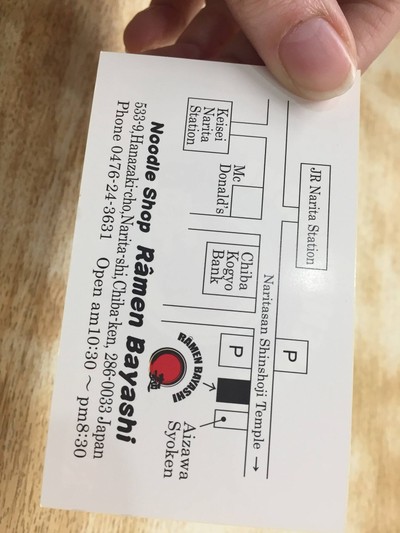 JR Narita Station
Keisei
Narita
Station
Mc
Donald's
Chiba
Kogyo
Bank
Naritasan Shinshoji Temple →
P
P
RÂMEN BAYASHI
Aizawa
Syoken
Noodle Shop Râmen Bayashi
533-9,Hanazaki-cho,Narita-shi,Chiba-ken, 286-0033 Japan
Phone 0476-24-3631 Open am10:30 ～ pm8:30